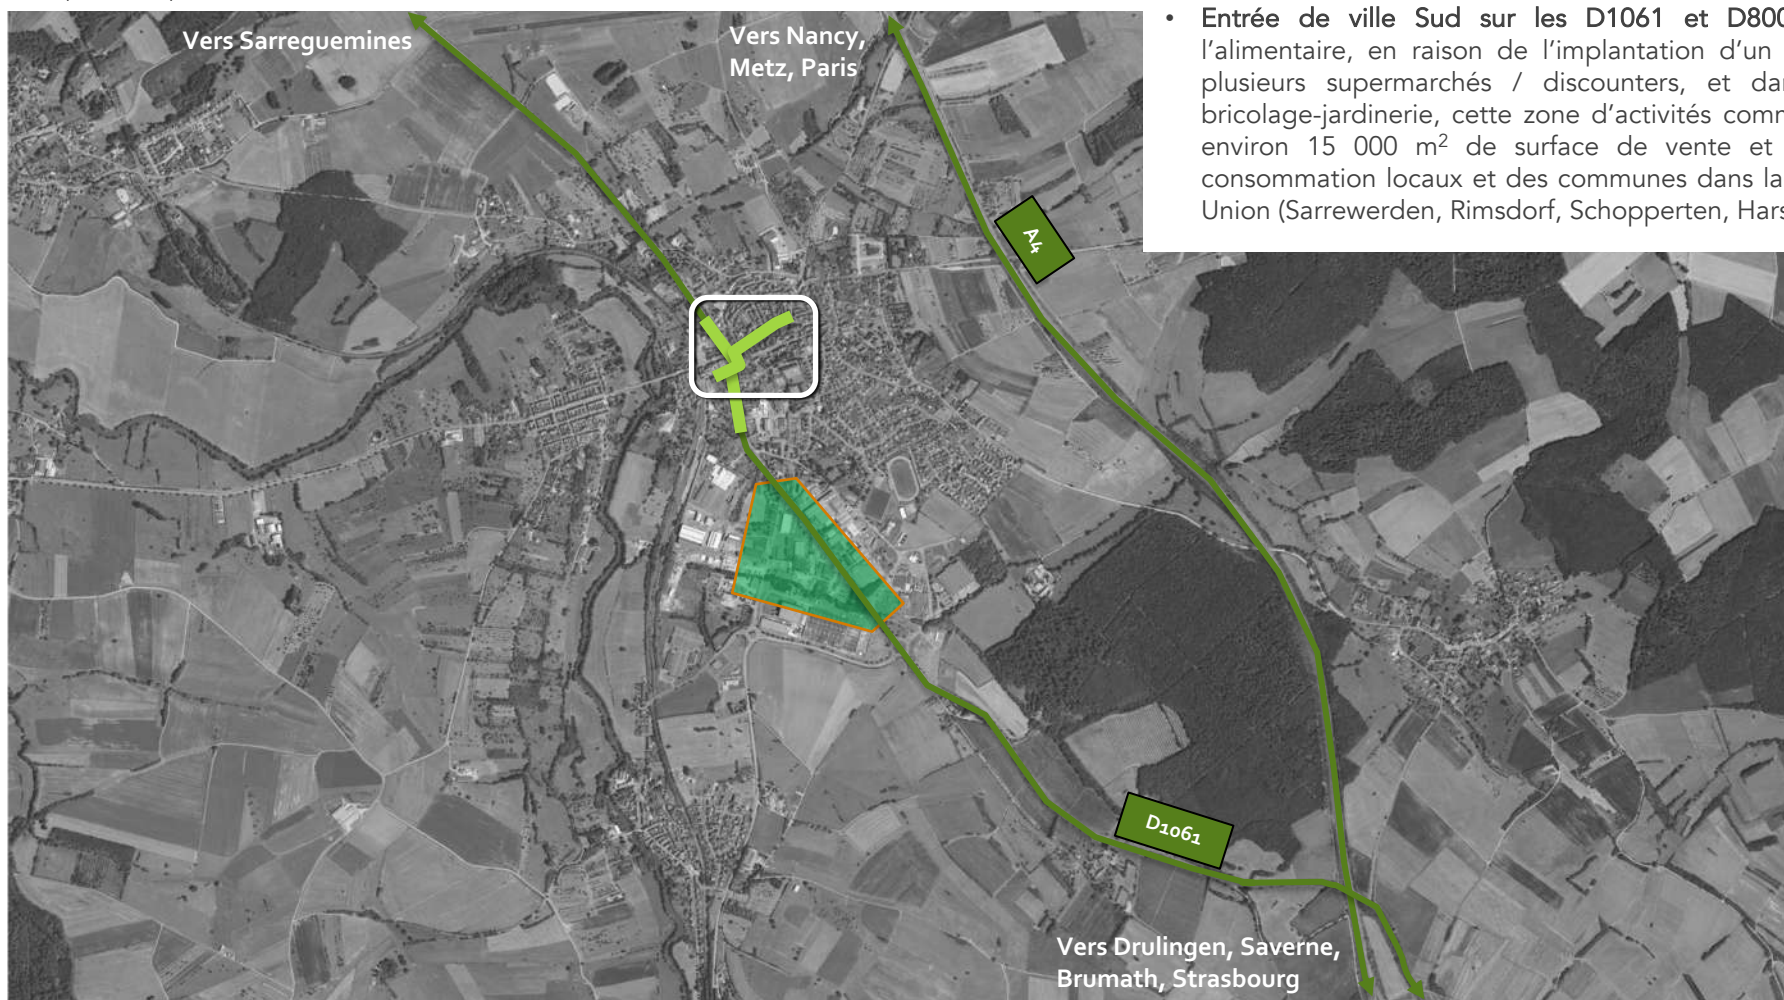 Vers Sarreguemines
Vers Nancy,
Metz, Paris
• Entrée de ville Sud sur les D1061 et D800
l’alimentaire, en raison de l’implantation d’un
plusieurs supermarchés / discounters, et
bricolage-jardinerie, cette zone d’activités
environ 15 000 m² de surface de vente et
consommation locaux et des communes dans la
Union (Sarrewerden, Rimsdorf, Schopperten,
A4
D1061
Vers Drulingen, Saverne,
Brumath, Strasbourg